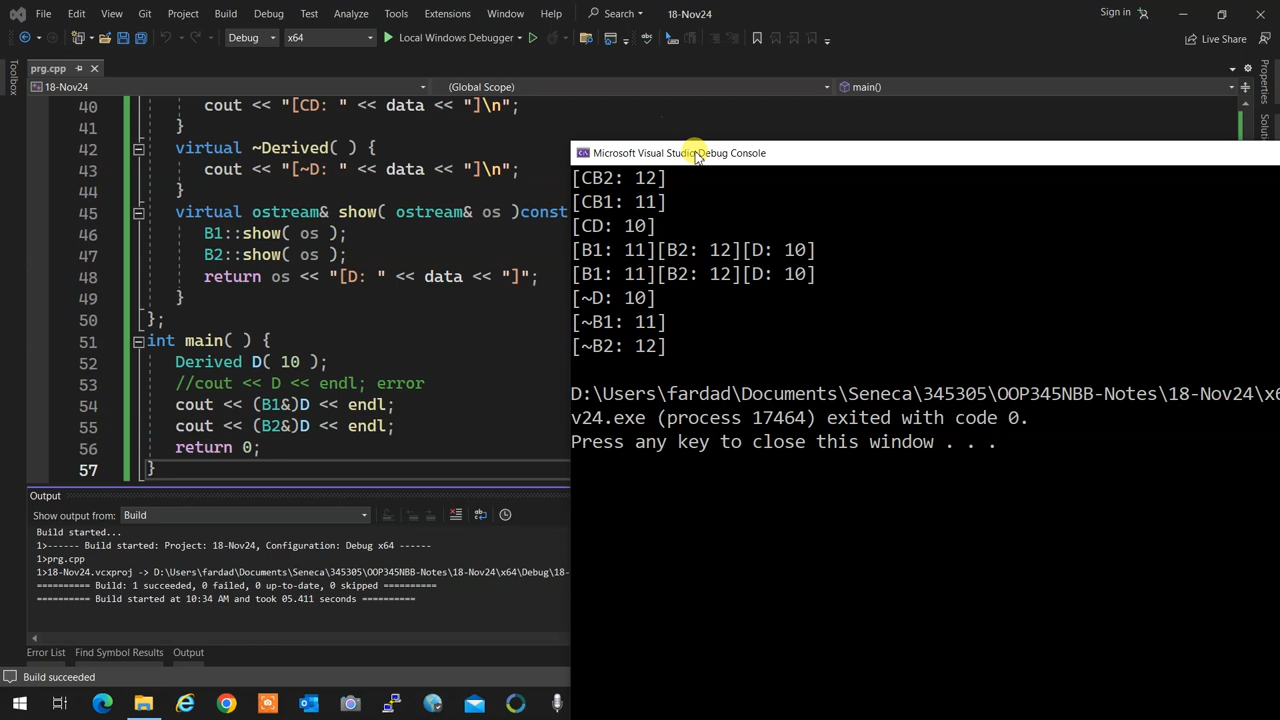 File Edit View Git Project Build Debug Test Analyze Tools Extensions Window Help Search 18-Nov24 Sign in
Debug x64 Local Windows Debugger Live Share
prg.cpp
18-Nov24 (Global Scope) main()
Toolbox
Properties
40 cout << "[CD: " << data << "]\n";
41 }
42 virtual ~Derived( ) {
43 cout << "[~D: " << data << "]\n";
44 }
45 virtual ostream& show( ostream& os )const
46 B1::show( os );
47 B2::show( os );
48 return os << "[D: " << data << "]";
49 }
50 };
51 int main( ) {
52 Derived D( 10 );
53 //cout << D << endl; error
54 cout << (B1&)D << endl;
55 cout << (B2&)D << endl;
56 return 0;
57 }
Microsoft Visual Studio Debug Console
[CB2: 12]
[CB1: 11]
[CD: 10]
[B1: 11][B2: 12][D: 10]
[B1: 11][B2: 12][D: 10]
[~D: 10]
[~B1: 11]
[~B2: 12]
D:\Users\fardad\Documents\Seneca\345305\OOP345NBB-Notes\18-Nov24\x6
v24.exe (process 17464) exited with code 0.
Press any key to close this window . . .
Output
Show output from: Build
Build started...
1>------ Build started: Project: 18-Nov24, Configuration: Debug x64 ------
1>prg.cpp
1>18-Nov24.vcxproj -> D:\Users\fardad\Documents\Seneca\345305\OOP345NBB-Notes\18-Nov24\x64\Debug\18-
========== Build: 1 succeeded, 0 failed, 0 up-to-date, 0 skipped ==========
========== Build started at 10:34 AM and took 05.411 seconds ==========
Error List Find Symbol Results Output
Build succeeded